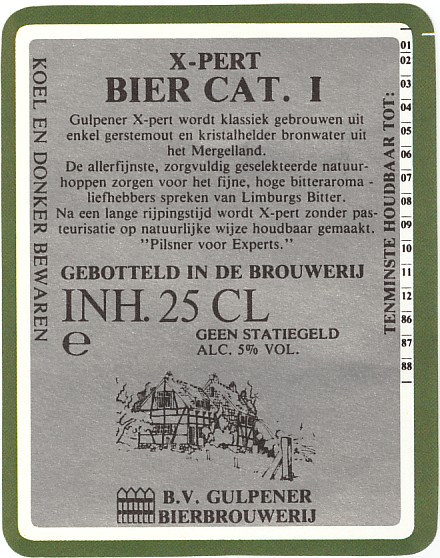 X-PERT
BIER CAT. I
Gulpener X-pert wordt klassiek gebrouwen uit
enkel gerstemout en kristalhelder bronwater uit
het Mergelland.
De allerfijnste, zorgvuldig geselekteerde natuur-
hoppen zorgen voor het fijne, hoge bitteraroma -
liefhebbers spreken van Limburgs Bitter.
Na een lange rijpingstijd wordt X-pert zonder pas-
teurisatie op natuurlijke wijze houdbaar gemaakt.
"Pilsner voor Experts."
GEBOTTELD IN DE BROUWERIJ
INH. 25 CL
e
GEEN STATIEGELD
ALC. 5% VOL.
B.V. GULPENER
BIERBROUWERIJ
KOEL EN DONKER BEWAREN
TENMINSTE HOUDBAAR TOT:
01
02
03
04
05
06
07
08
09
10
11
12
86
87
88